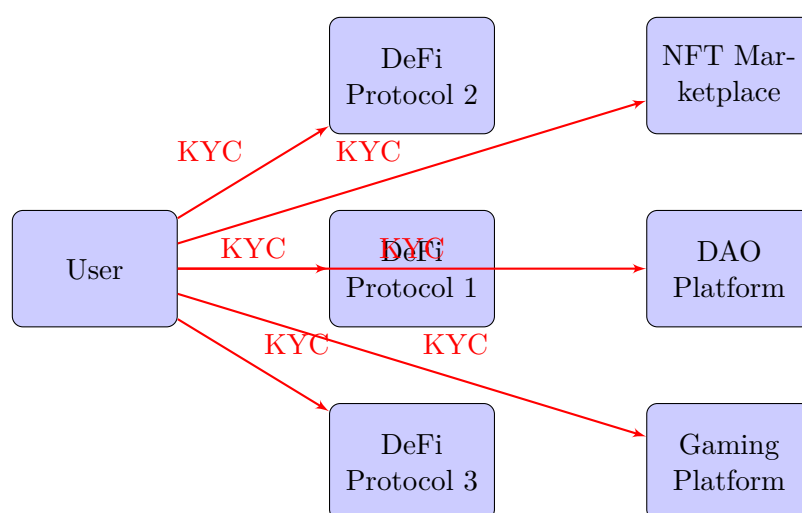 DeFi
Protocol 2
NFT Mar-
ketplace
KYC
KYC
User
KYC
KYC
DeFi
Protocol 1
DAO
Platform
KYC
KYC
DeFi
Protocol 3
Gaming
Platform